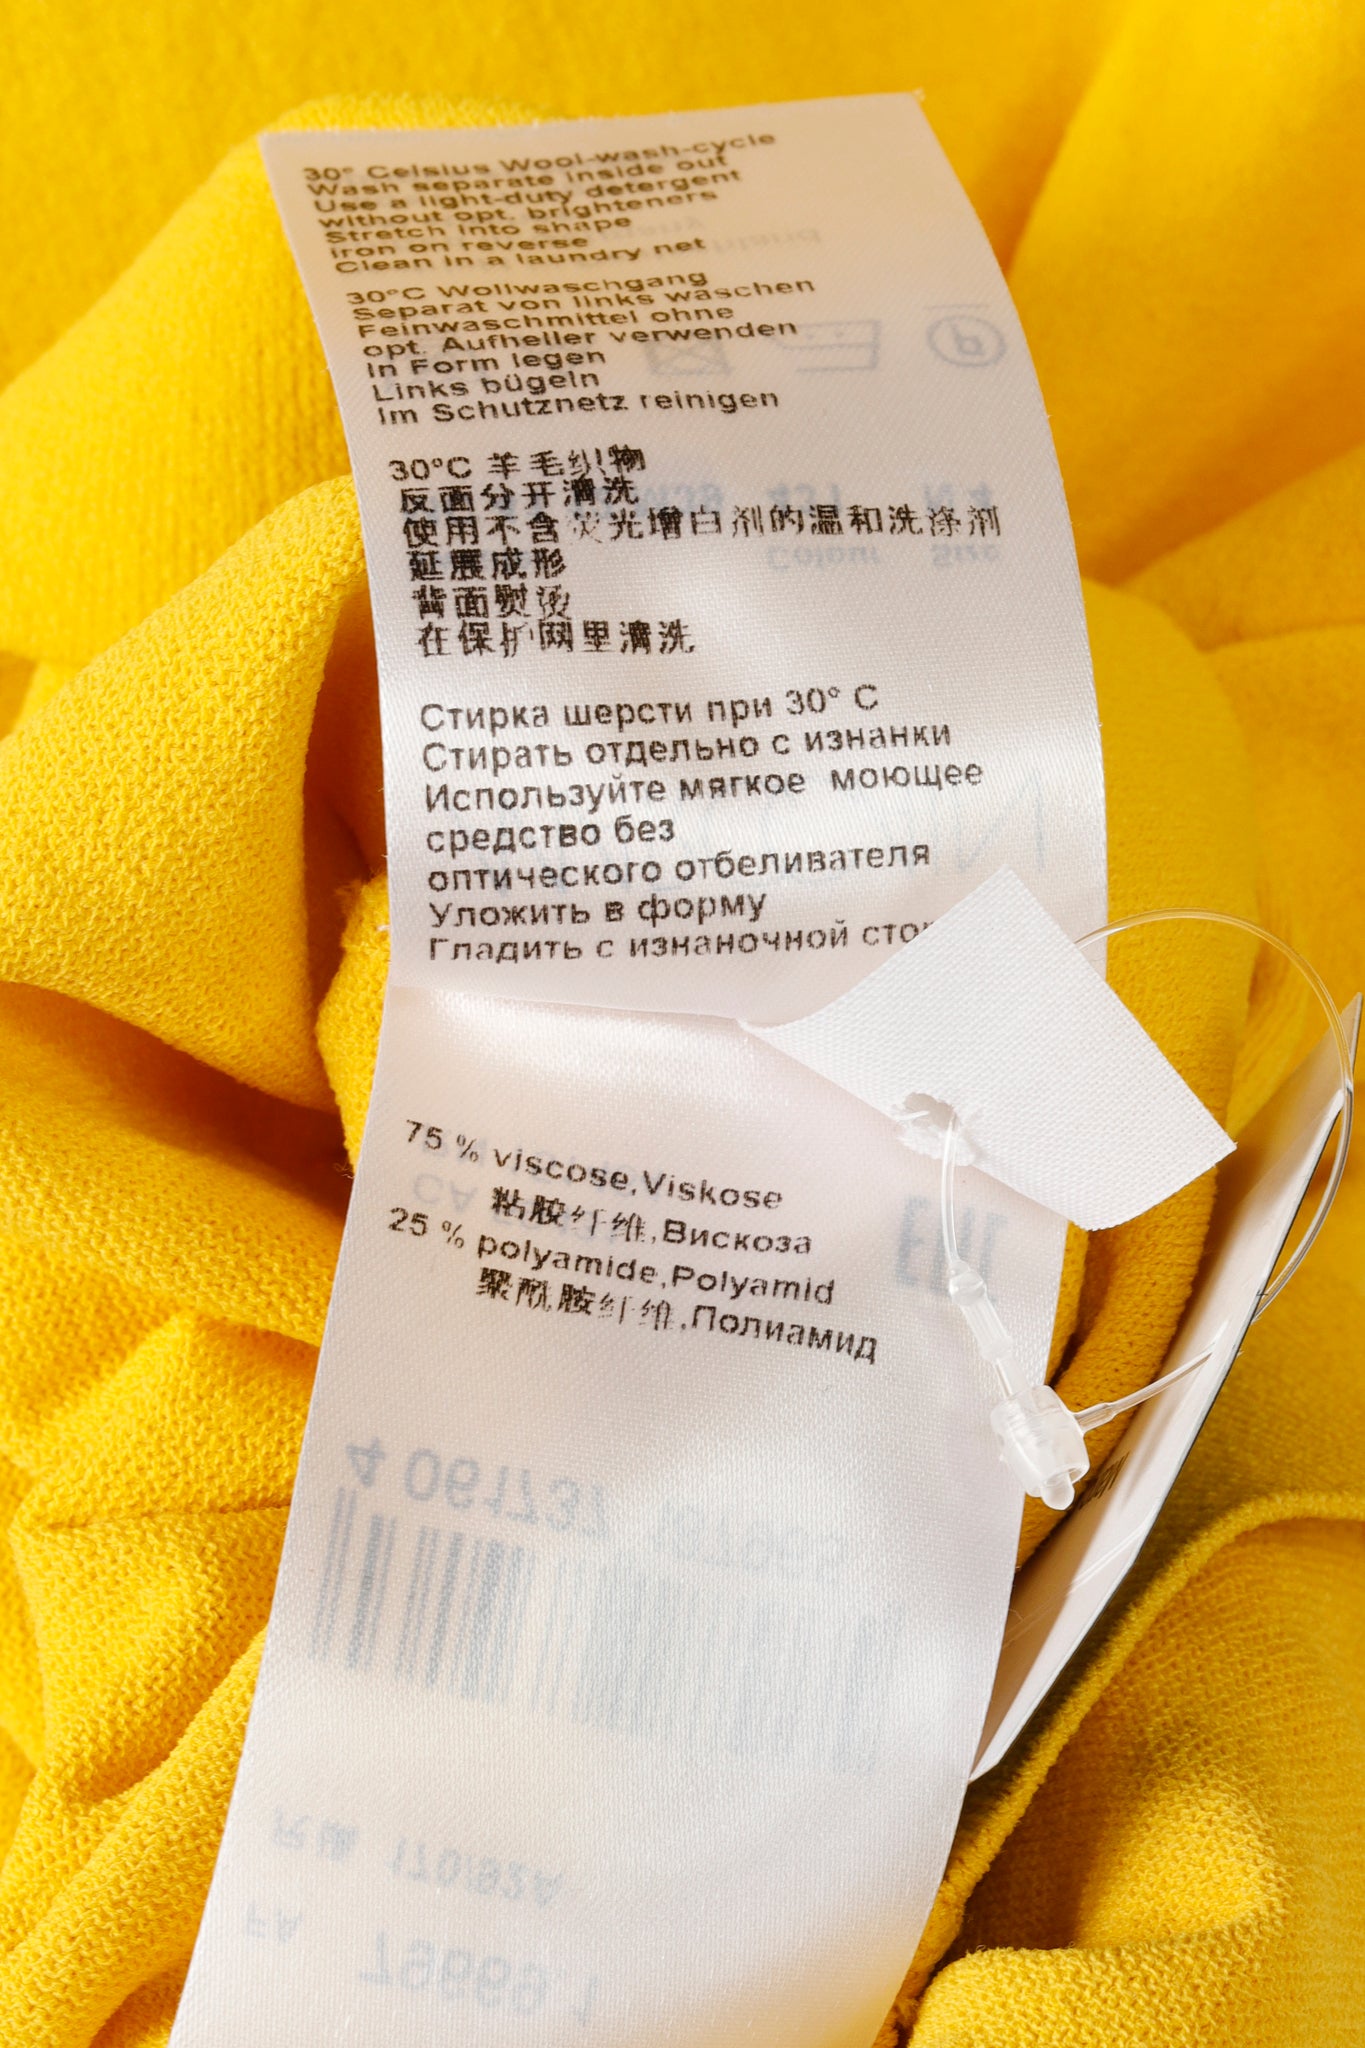 30° Celsius Wool-wash-cycle
Wash separate inside out
Use a light-duty detergent
without opt. brighteners
Stretch into shape
iron on reverse
Clean in a laundry net
30°C Wollwaschgang
Separat von links waschen
Feinwaschmittel ohne
opt. Aufheller verwenden
In Form legen
Links bügeln
Im Schutznetz reinigen
30°C 羊毛织物
反面分开清洗
使用不含荧光增白剂的温和洗涤剂
延展成形
背面熨烫
在保护网里清洗
Стирка шерсти при 30° C
Стирать отдельно с изнанки
Используйте мягкое моющее
средство без
оптического отбеливателя
Уложить в форму
Гладить с изнаночной
75 % viscose,Viskose
粘胶纤维,Вискоза
25 % polyamide,Polyamid
聚酰胺纤维,Полиамид
4 061737
79669 1